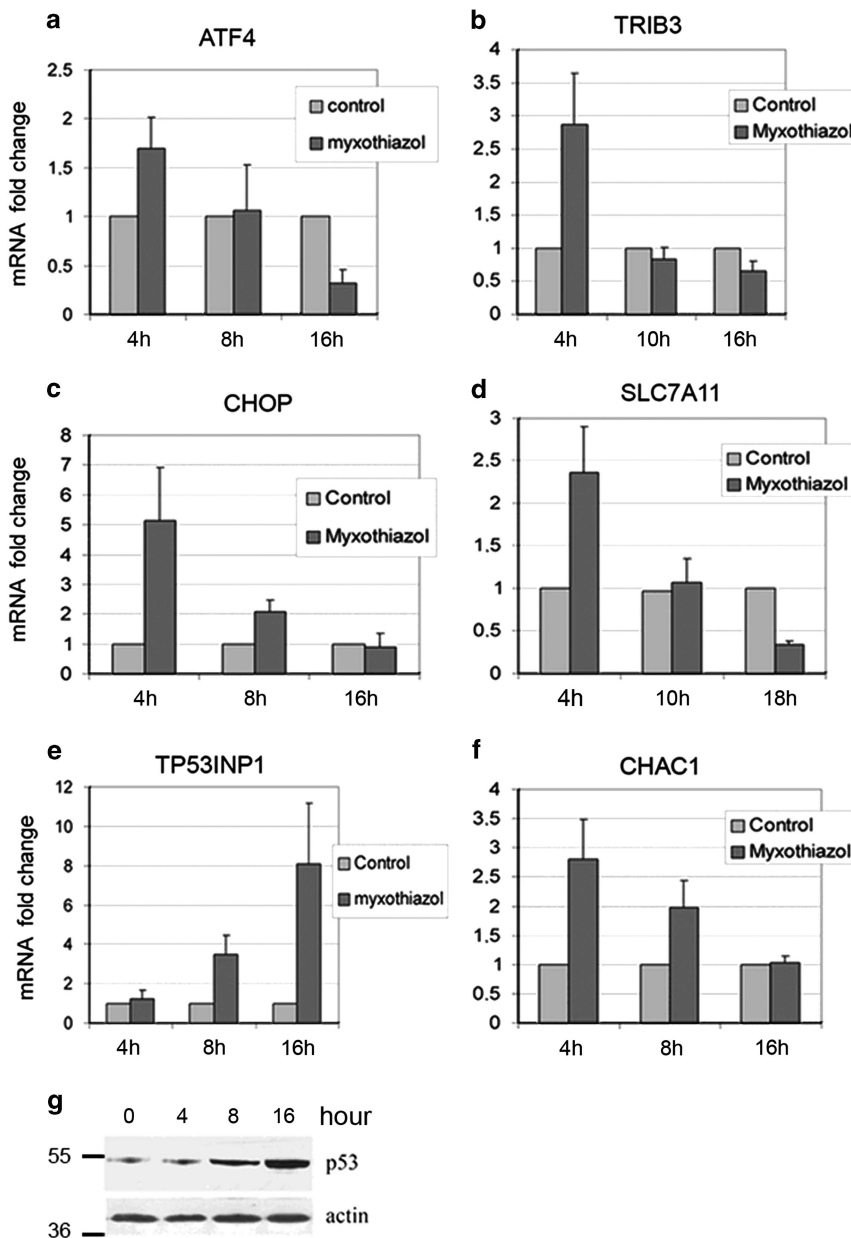 a
ATF4
mRNA fold change
2.5
2
1.5
1
0.5
0
4h 8h 16h
control
myxothiazol
b
TRIB3
4
3.5
3
2.5
2
1.5
1
0.5
0
4h 10h 16h
Control
Myxothiazol
c
CHOP
mRNA fold change
8
7
6
5
4
3
2
1
0
4h 8h 16h
Control
Myxothiazol
d
SLC7A11
3
2.5
2
1.5
1
0.5
0
4h 10h 18h
Control
Myxothiazol
e
TP53INP1
mRNA fold change
12
10
8
6
4
2
0
4h 8h 16h
Control
myxothiazol
f
CHAC1
4
3.5
3
2.5
2
1.5
1
0.5
0
4h 8h 16h
Control
Myxothiazol
g
0 4 8 16 hour
55
p53
actin
36